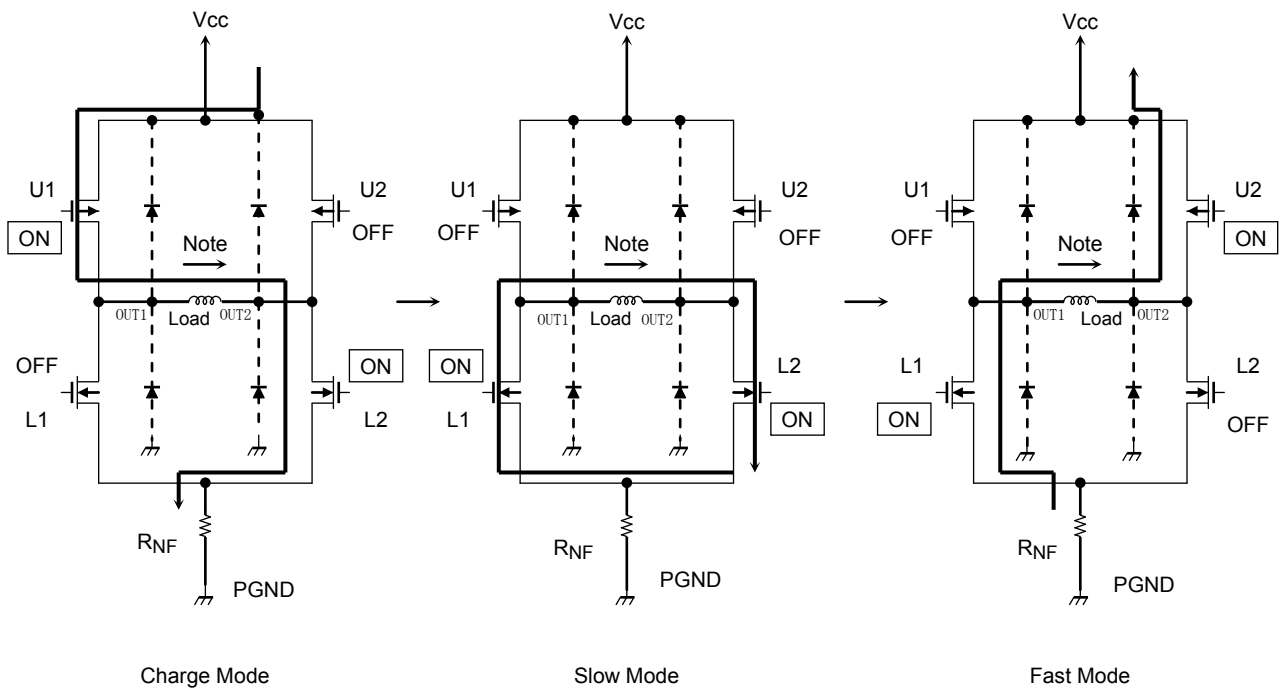 Vcc
U1
ON
U2
OFF
Note
OUT1
Load
OUT2
OFF
L1
ON
L2
RNF
PGND
Charge Mode
Vcc
U1
OFF
U2
OFF
Note
OUT1
Load
OUT2
ON
L1
L2
ON
RNF
PGND
Slow Mode
Vcc
U1
OFF
U2
ON
Note
OUT1
Load
OUT2
L1
ON
L2
OFF
RNF
PGND
Fast Mode